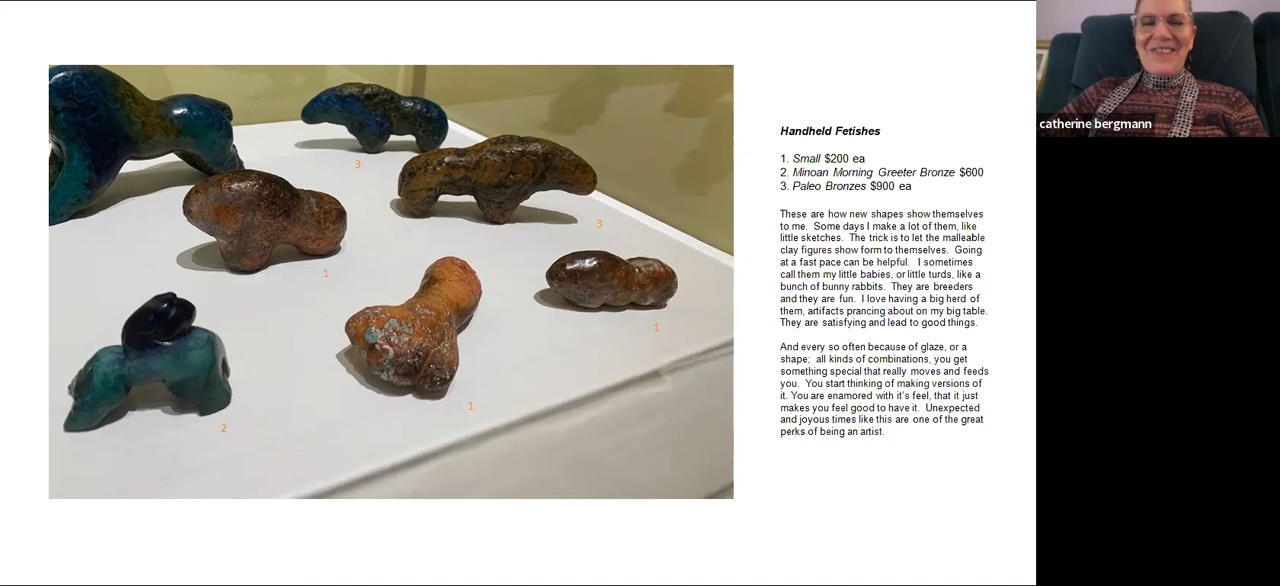 Handheld Fetishes
1. Small $200 ea
2. Minoan Morning Greeter Bronze $600
3. Paleo Bronzes $900 ea
These are how new shapes show themselves
to me. Some days I make a lot of them, like
little sketches. The trick is to let the malleable
clay figures show form to themselves. Going
at a fast pace can be helpful. I sometimes
call them my little babies, or little turds, like a
bunch of bunny rabbits. They are breeders
and they are fun. I love having a big herd of
them, artifacts prancing about on my big table.
They are satisfying and lead to good things.
And every so often because of glaze, or a
shape; all kinds of combinations, you get
something special that really moves and feeds
you. You start thinking of making versions of
it. You are enamored with it's feel, that it just
makes you feel good to have it. Unexpected
and joyous times like this are one of the great
perks of being an artist.
3
3
1
1
1
2
catherine bergmann